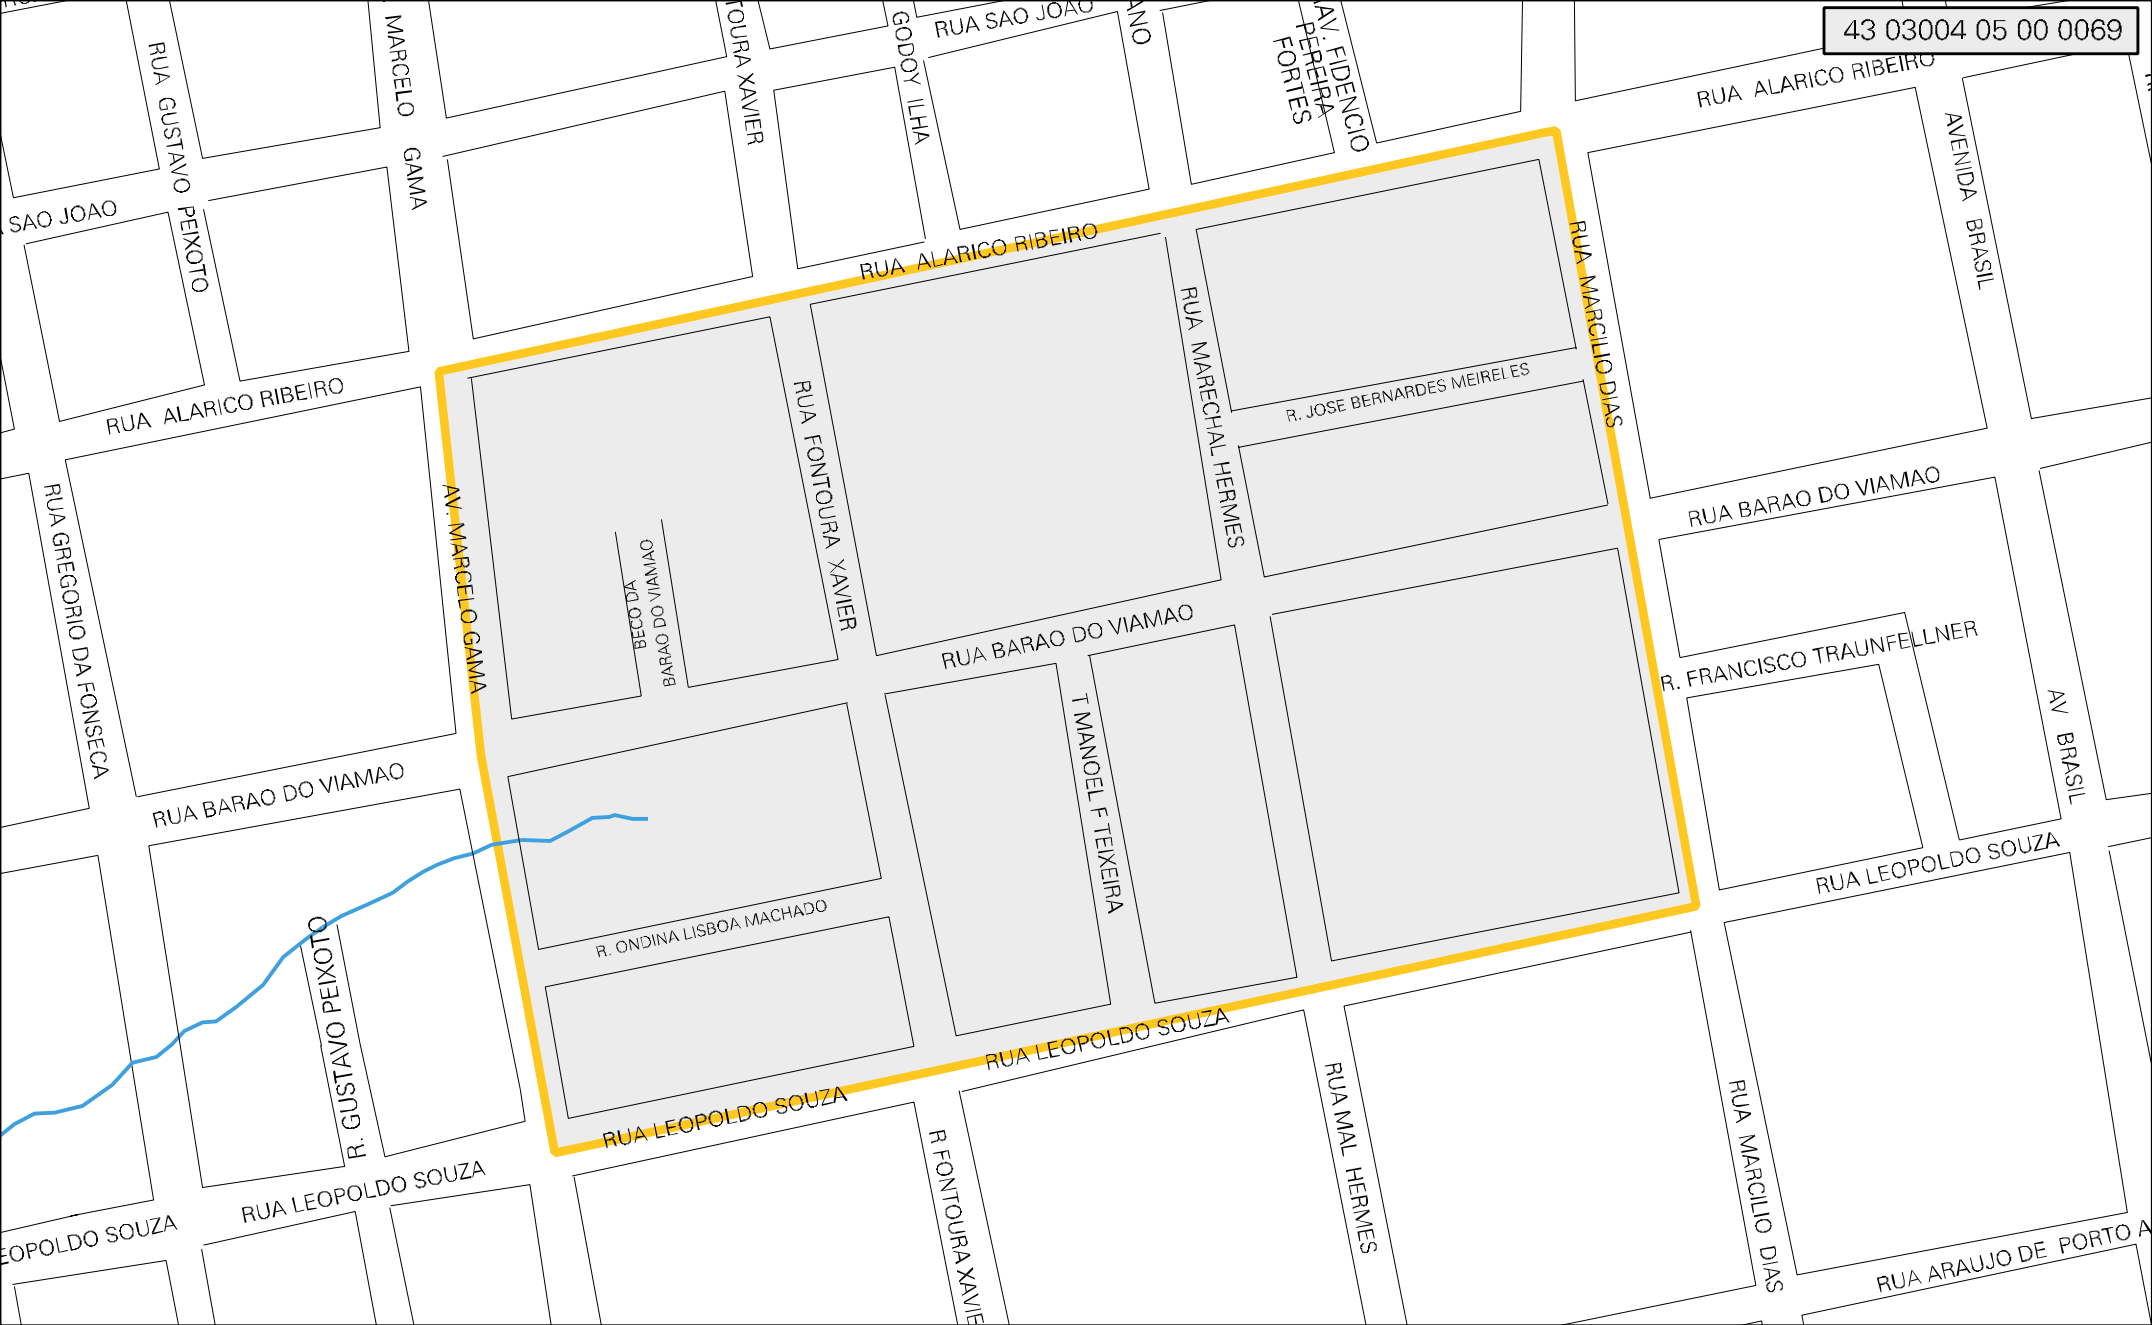 43 03004 05 00 0069
RUA SAO JOAO
RUA GUSTAVO PEIXOTO
MARCELO GAMA
TOURA XAVIER
GODOY ILHA
ANO
AV. FIDENCIO
PEREIRA
FORTES
RUA ALARICO RIBEIRO
AVENIDA BRASIL
SAO JOAO
RUA ALARICO RIBEIRO
RUA MARCILIO DIAS
RUA MARECHAL HERMES
R. JOSE BERNARDES MEIRELES
RUA ALARICO RIBEIRO
RUA FONTOURA XAVIER
RUA GREGORIO DA FONSECA
AV. MARCELO GAMA
BECO DA
BARAO DO VIAMAO
RUA BARAO DO VIAMAO
RUA BARAO DO VIAMAO
R. FRANCISCO TRAUNFELLNER
T MANOEL F TEIXEIRA
AV BRASIL
RUA BARAO DO VIAMAO
RUA LEOPOLDO SOUZA
R. ONDINA LISBOA MACHADO
R. GUSTAVO PEIXOTO
RUA LEOPOLDO SOUZA
RUA LEOPOLDO SOUZA
RUA MAL HERMES
RUA MARCILIO DIAS
R FONTOURA XAVIE
RUA LEOPOLDO SOUZA
EOPOLDO SOUZA
RUA ARAUJO DE PORTO A